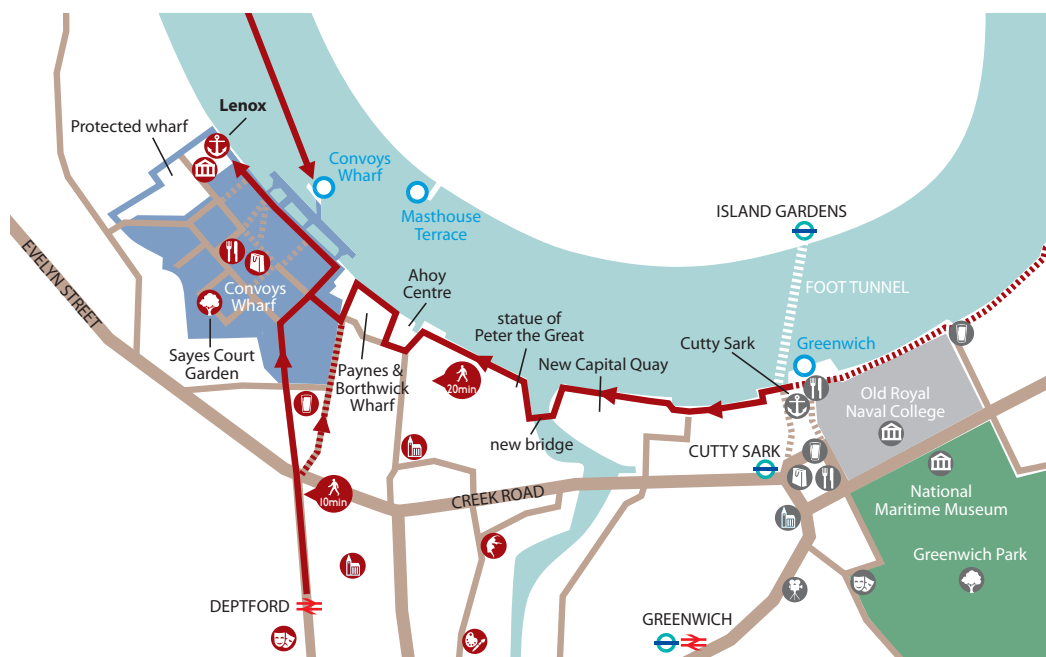 Lenox
Protected wharf
Convoys
Wharf
Masthouse
Terrace
ISLAND GARDENS
EVELYN STREET
Ahoy
Centre
FOOT TUNNEL
Convoys
Wharf
statue of
Peter the Great
Cutty Sark
Greenwich
Sayes Court
Garden
Paynes &
Borthwick
Wharf
New Capital Quay
20min
Old Royal
Naval College
new bridge
CUTTY SARK
10min
CREEK ROAD
National
Maritime Museum
Greenwich Park
DEPTFORD
GREENWICH